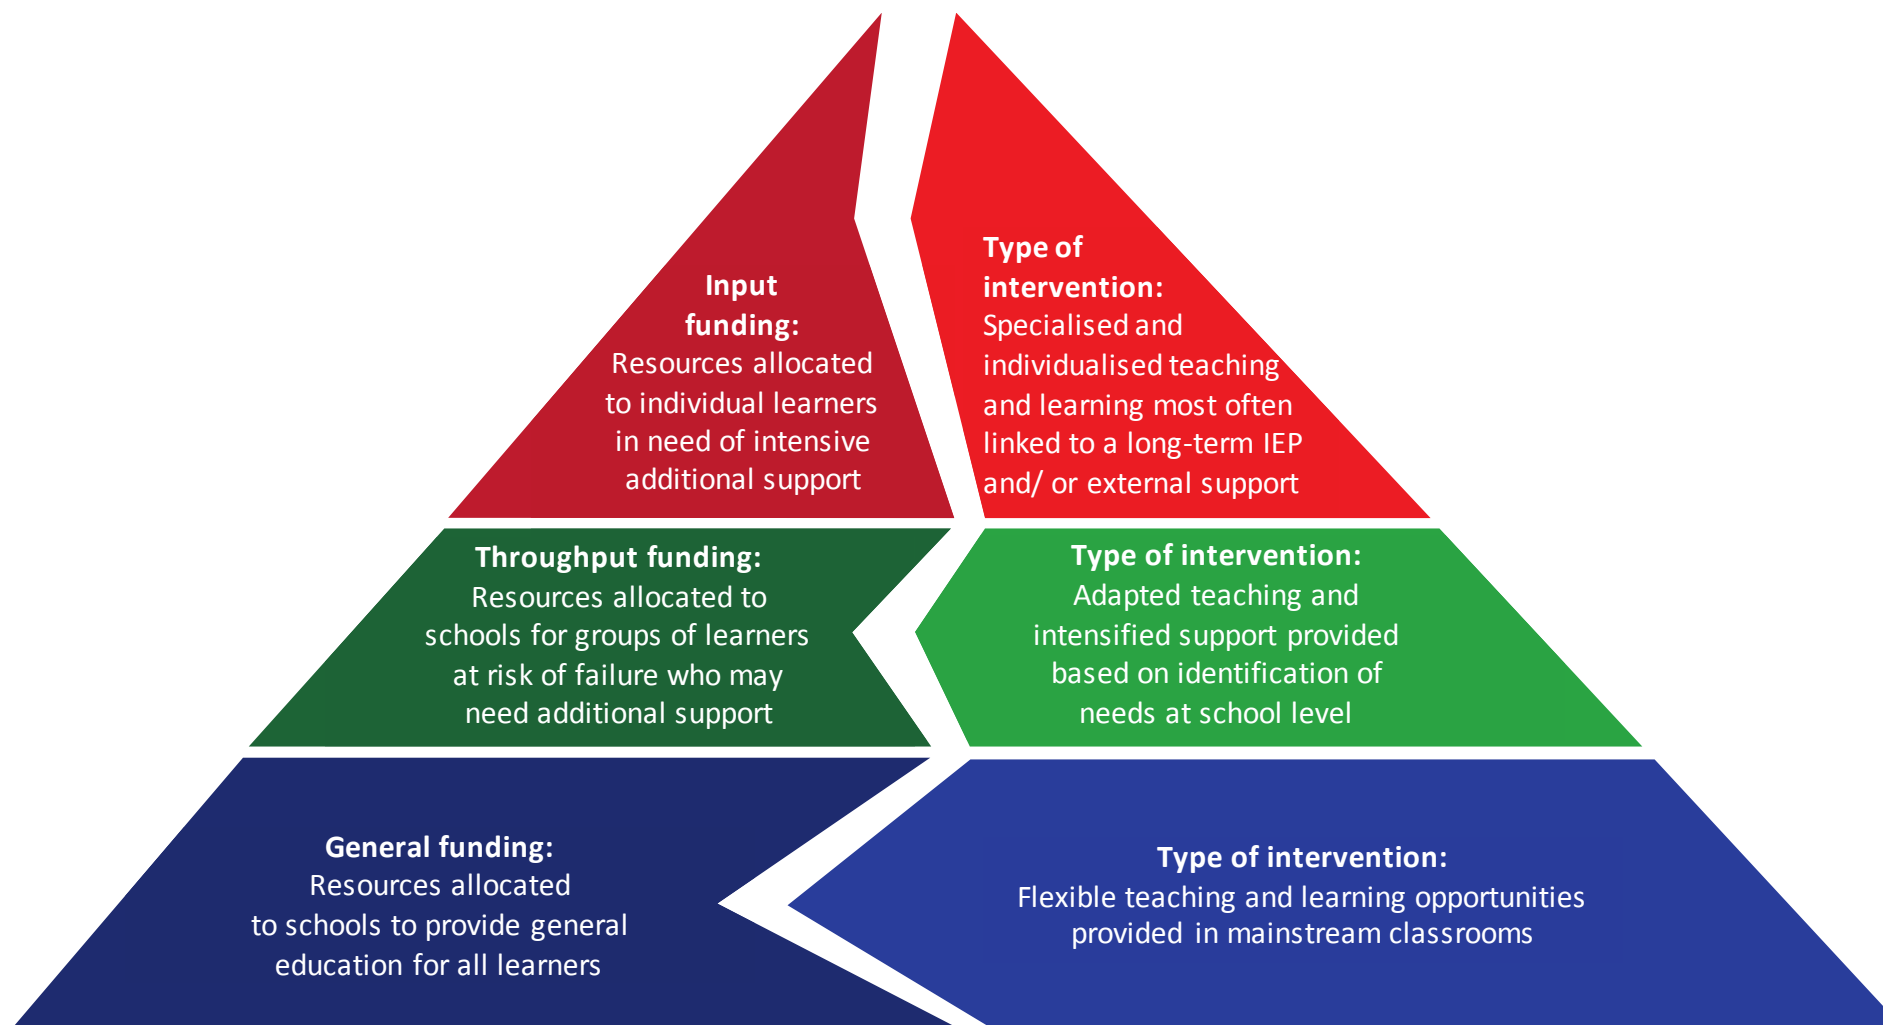 Input
funding:
Resources allocated
to individual learners
in need of intensive
additional support
Type of
intervention:
Specialised and
individualised teaching
and learning most often
linked to a long-term IEP
and/ or external support
Throughput funding:
Resources allocated to
schools for groups of learners
at risk of failure who may
need additional support
Type of intervention:
Adapted teaching and
intensified support provided
based on identification of
needs at school level
General funding:
Resources allocated
to schools to provide general
education for all learners
Type of intervention:
Flexible teaching and learning opportunities
provided in mainstream classrooms